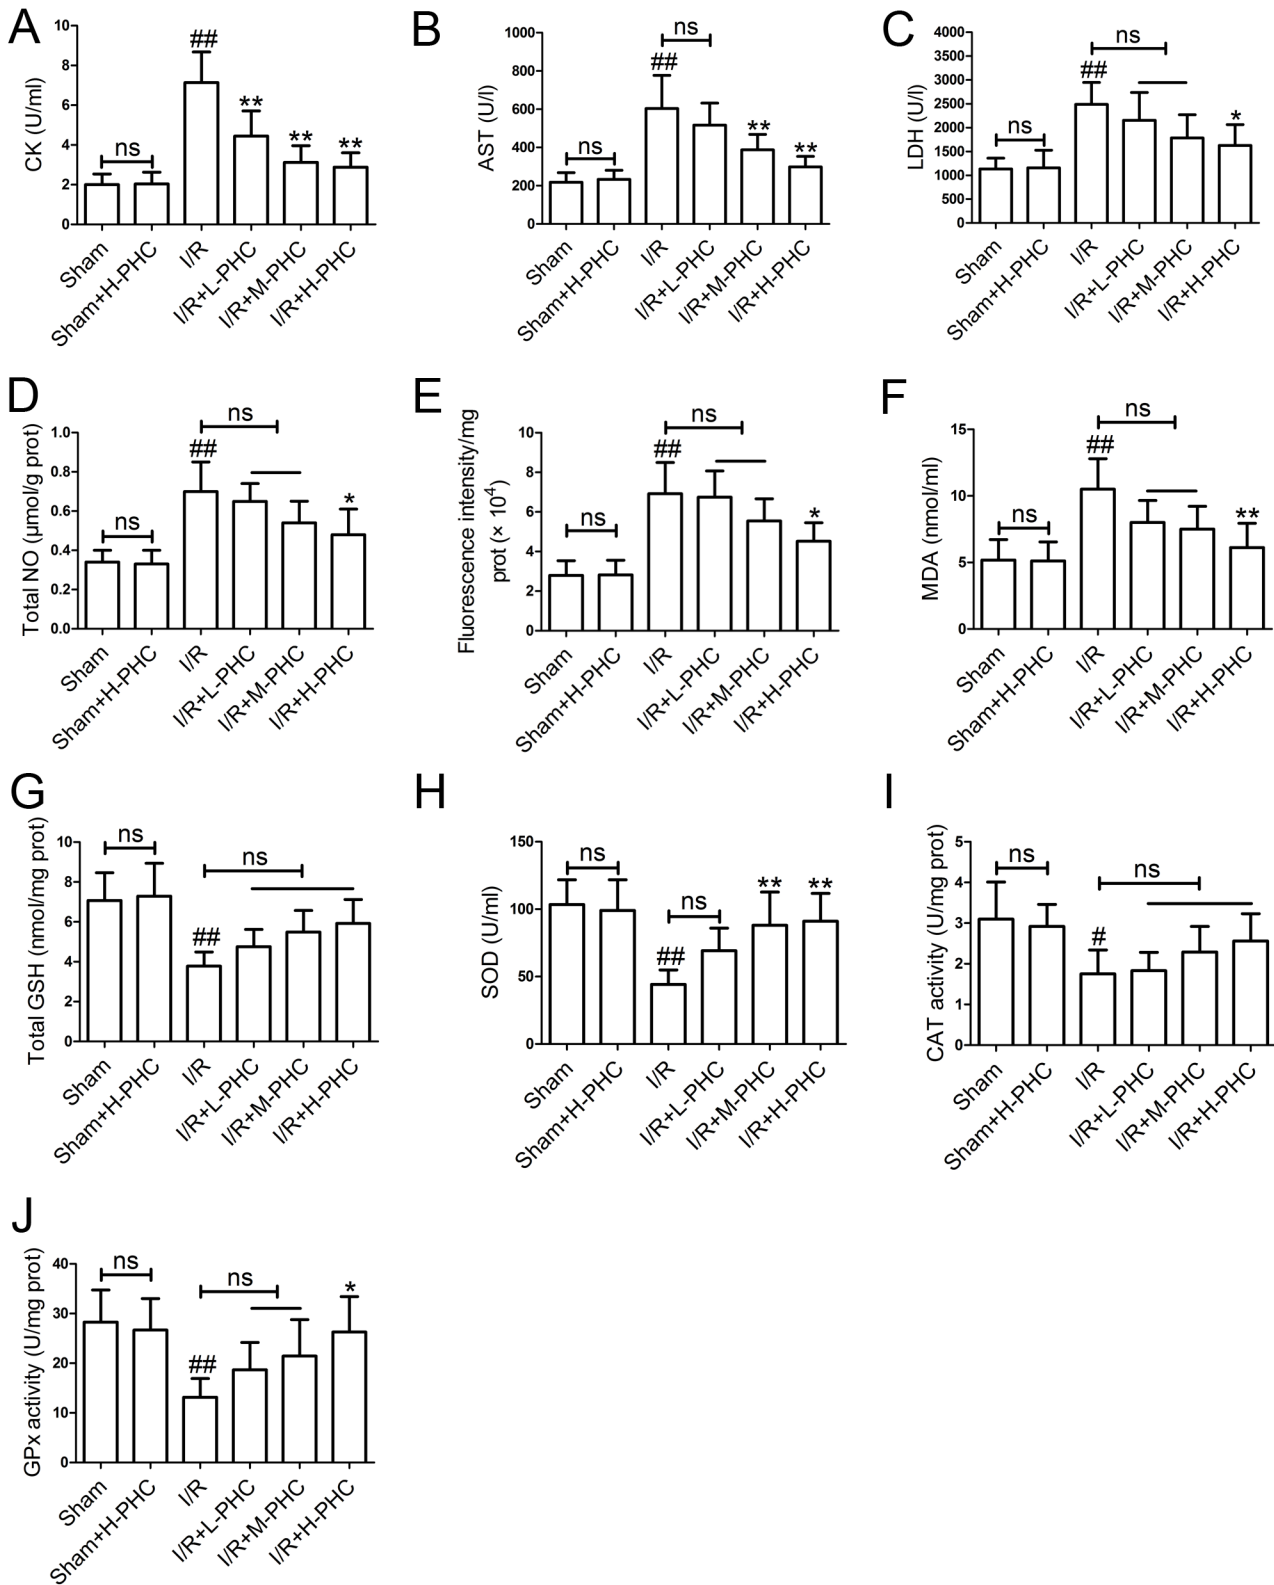 A
CK (U/ml)
10
8
6
4
2
0
ns
##
**
**
**
Sham
Sham+H-PHC
I/R
I/R+L-PHC
I/R+M-PHC
I/R+H-PHC
B
AST (U/l)
1000
800
600
400
200
0
ns
##
ns
**
**
Sham
Sham+H-PHC
I/R
I/R+L-PHC
I/R+M-PHC
I/R+H-PHC
C
LDH (U/l)
4000
3500
3000
2500
2000
1500
1000
500
0
ns
ns
##
*
Sham
Sham+H-PHC
I/R
I/R+L-PHC
I/R+M-PHC
I/R+H-PHC
D
Total NO (μmol/g prot)
1.0
0.8
0.6
0.4
0.2
0.0
ns
ns
##
*
Sham
Sham+H-PHC
I/R
I/R+L-PHC
I/R+M-PHC
I/R+H-PHC
E
Fluorescence intensity/mg
prot (× 10⁴)
10
8
6
4
2
0
ns
ns
##
*
Sham
Sham+H-PHC
I/R
I/R+L-PHC
I/R+M-PHC
I/R+H-PHC
F
MDA (nmol/ml)
15
10
5
0
ns
ns
##
**
Sham
Sham+H-PHC
I/R
I/R+L-PHC
I/R+M-PHC
I/R+H-PHC
G
Total GSH (nmol/mg prot)
10
8
6
4
2
0
ns
ns
##
Sham
Sham+H-PHC
I/R
I/R+L-PHC
I/R+M-PHC
I/R+H-PHC
H
SOD (U/ml)
150
100
50
0
ns
ns
##
**
**
Sham
Sham+H-PHC
I/R
I/R+L-PHC
I/R+M-PHC
I/R+H-PHC
I
CAT activity (U/mg prot)
5
4
3
2
1
0
ns
ns
#
Sham
Sham+H-PHC
I/R
I/R+L-PHC
I/R+M-PHC
I/R+H-PHC
J
GPx activity (U/mg prot)
40
30
20
10
0
ns
ns
##
*
Sham
Sham+H-PHC
I/R
I/R+L-PHC
I/R+M-PHC
I/R+H-PHC